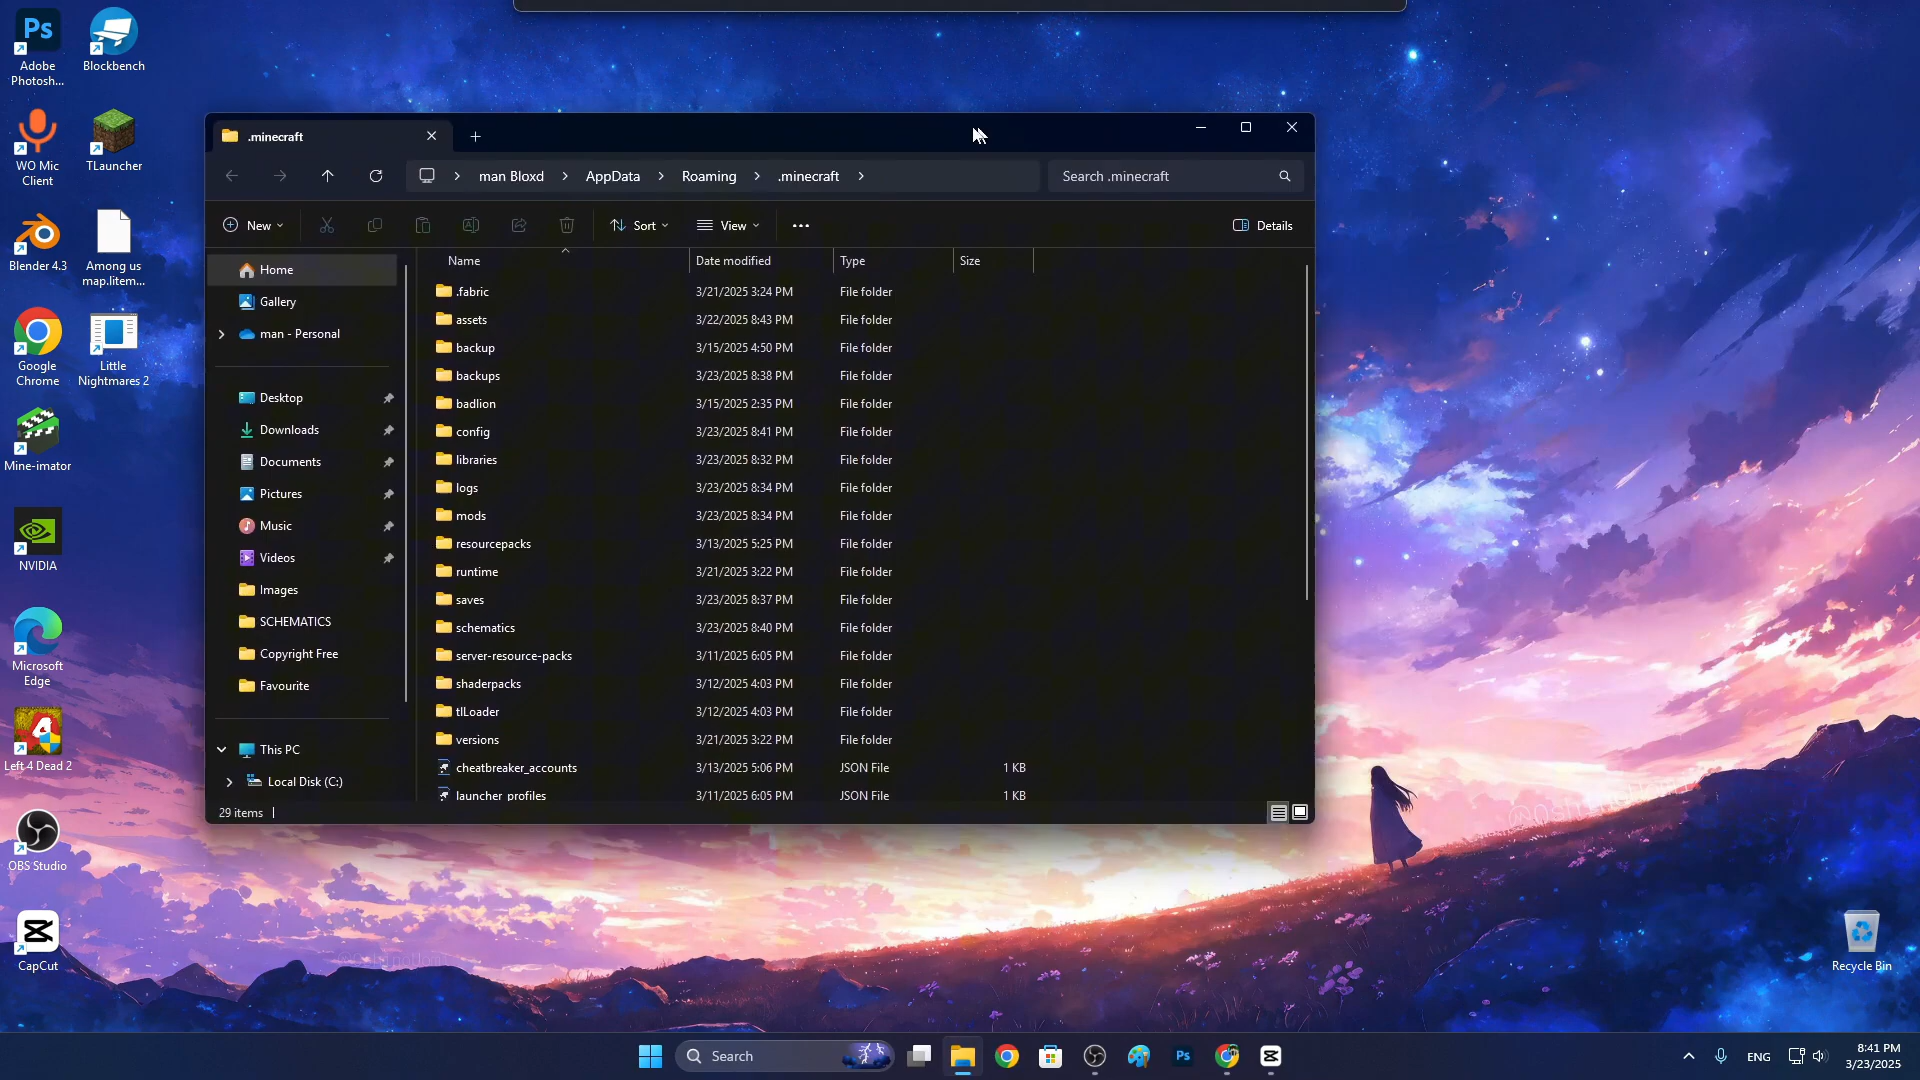 Ps
Adobe
Photosh...
Blockbench
WO Mic
Client
TLauncher
Blender 4.3
Among us
map.litem...
Google
Chrome
Little
Nightmares 2
Mine-imator
NVIDIA
Microsoft
Edge
Left 4 Dead 2
OBS Studio
CapCut
Recycle Bin
.minecraft
man Bloxd
AppData
Roaming
.minecraft
Search .minecraft
New
Sort
View
Details
Home
Gallery
man - Personal
Desktop
Downloads
Documents
Pictures
Music
Videos
Images
SCHEMATICS
Copyright Free
Favourite
This PC
Local Disk (C:)
Name Date modified Type Size
.fabric 3/21/2025 3:24 PM File folder
assets 3/22/2025 8:43 PM File folder
backup 3/15/2025 4:50 PM File folder
backups 3/23/2025 8:38 PM File folder
badlion 3/15/2025 2:35 PM File folder
config 3/23/2025 8:41 PM File folder
libraries 3/23/2025 8:32 PM File folder
logs 3/23/2025 8:34 PM File folder
mods 3/23/2025 8:34 PM File folder
resourcepacks 3/13/2025 5:25 PM File folder
runtime 3/21/2025 3:22 PM File folder
saves 3/23/2025 8:37 PM File folder
schematics 3/23/2025 8:40 PM File folder
server-resource-packs 3/11/2025 6:05 PM File folder
shaderpacks 3/12/2025 4:03 PM File folder
tlLoader 3/12/2025 4:03 PM File folder
versions 3/21/2025 3:22 PM File folder
cheatbreaker_accounts 3/13/2025 5:06 PM JSON File 1 KB
launcher_profiles 3/11/2025 6:05 PM JSON File 1 KB
29 items
Search
Ps
ENG
8:41 PM
3/23/2025